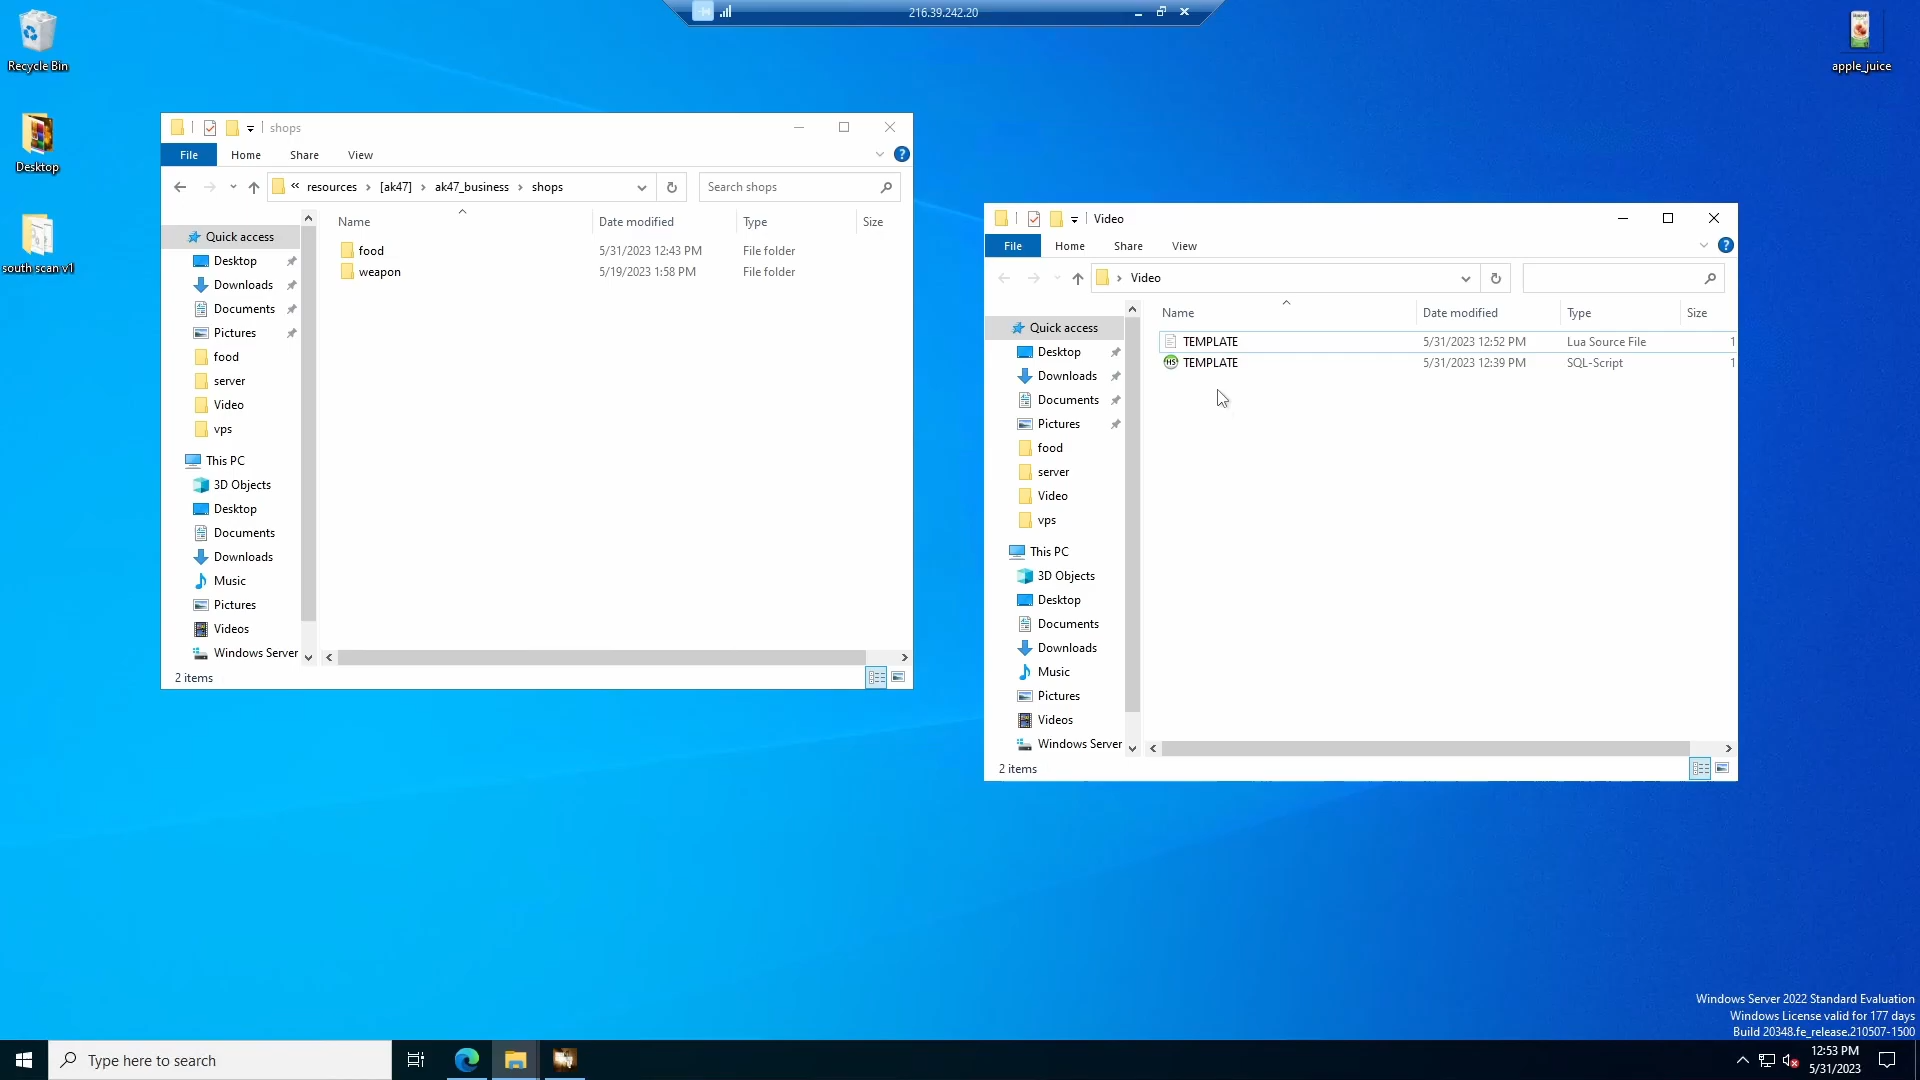 216.39.242.20
Recycle Bin
Desktop
south scan v1
apple_juice
shops
File Home Share View
« resources › [ak47] › ak47_business › shops
Search shops
Name Date modified Type Size
food 5/31/2023 12:43 PM File folder
weapon 5/19/2023 1:58 PM File folder
Quick access
Desktop
Downloads
Documents
Pictures
food
server
Video
vps
This PC
3D Objects
Desktop
Documents
Downloads
Music
Pictures
Videos
Windows Server
2 items
Video
File Home Share View
› Video
Name Date modified Type Size
TEMPLATE 5/31/2023 12:52 PM Lua Source File 1
TEMPLATE 5/31/2023 12:39 PM SQL-Script 1
Quick access
Desktop
Downloads
Documents
Pictures
food
server
Video
vps
This PC
3D Objects
Desktop
Documents
Downloads
Music
Pictures
Videos
Windows Server
2 items
Windows Server 2022 Standard Evaluation
Windows License valid for 177 days
Build 20348.fe_release.210507-1500
Type here to search
12:53 PM
5/31/2023